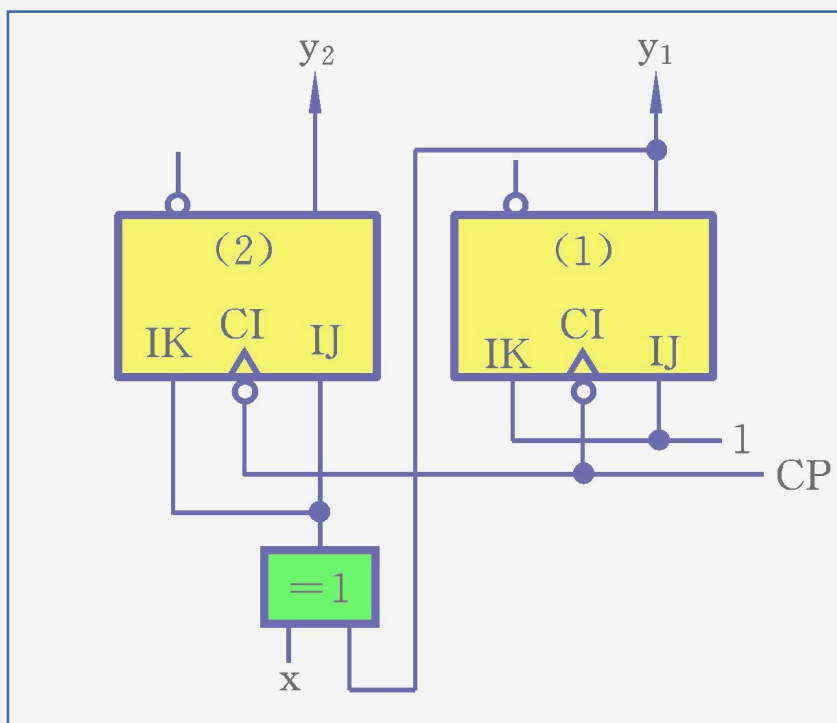 y₂ y₁
(2) (1)
IK CI IJ IK CI IJ
1
CP
=1
x